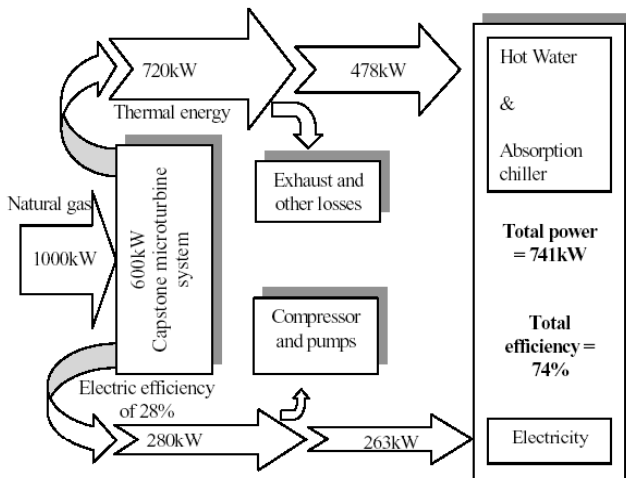 720kW
478kW
Thermal energy
Hot Water
&
Absorption
chiller
Exhaust and
other losses
Natural gas
1000kW
600kW
Capstone microturbine
system
Total power
= 741kW
Compressor
and pumps
Total
efficiency =
74%
Electric efficiency
of 28%
280kW
263kW
Electricity